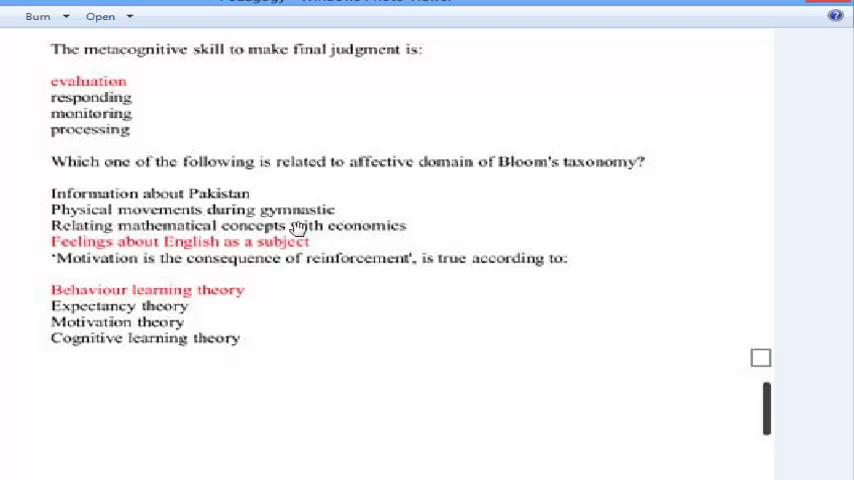 Burn
Open
The metacognitive skill to make final judgment is:
evaluation
responding
monitoring
processing
Which one of the following is related to affective domain of Bloom's taxonomy?
Information about Pakistan
Physical movements during gymnastic
Relating mathematical concepts with economics
Feelings about English as a subject
'Motivation is the consequence of reinforcement', is true according to:
Behaviour learning theory
Expectancy theory
Motivation theory
Cognitive learning theory